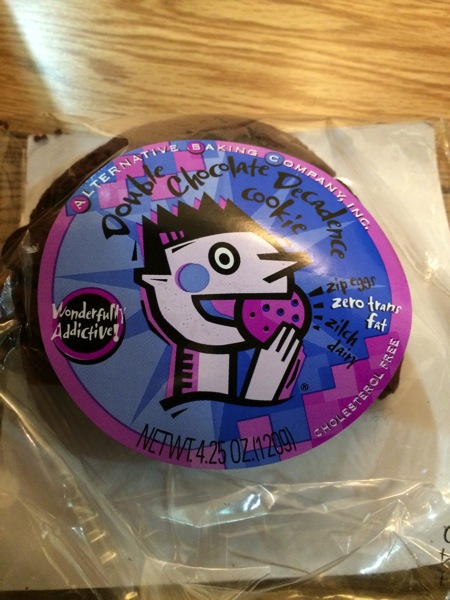 ALTERNATIVE BAKING COMPANY, INC.
Double Chocolate Decadence
Cookie
Wonderfully
Addictive!
zip eggs
zero trans
fat
zilch
dairy
CHOLESTEROL FREE
®
NET WT. 4.25 OZ. (120g)